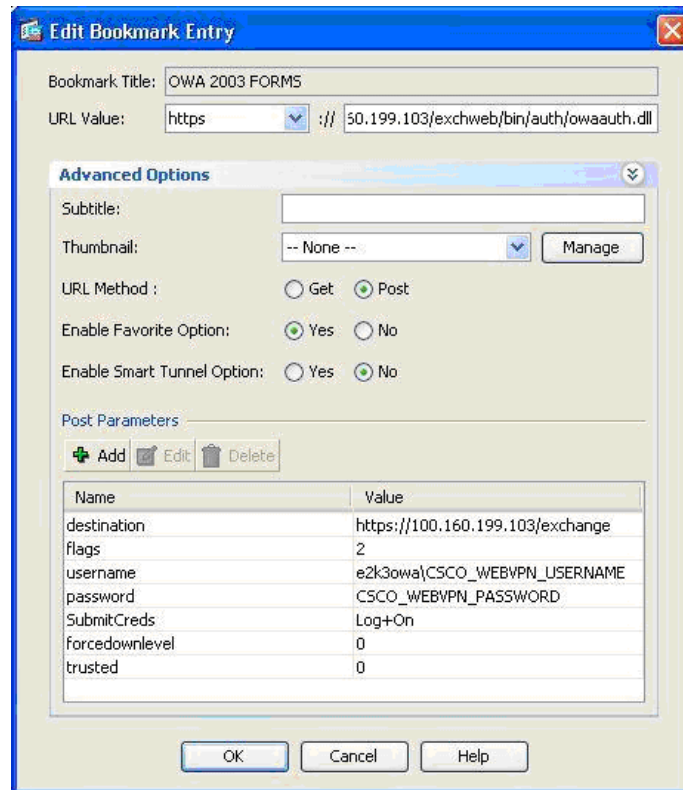 Edit Bookmark Entry
Bookmark Title: OWA 2003 FORMS
URL Value: https :// 60.199.103/exchweb/bin/auth/owaauth.dll
Advanced Options
Subtitle:
Thumbnail: -- None -- Manage
URL Method : Get Post
Enable Favorite Option: Yes No
Enable Smart Tunnel Option: Yes No
Post Parameters
Add Edit Delete
Name Value
destination https://100.160.199.103/exchange
flags 2
username e2k3owa\CSCO_WEBVPN_USERNAME
password CSCO_WEBVPN_PASSWORD
SubmitCreds Log+On
forcedownlevel 0
trusted 0
OK Cancel Help